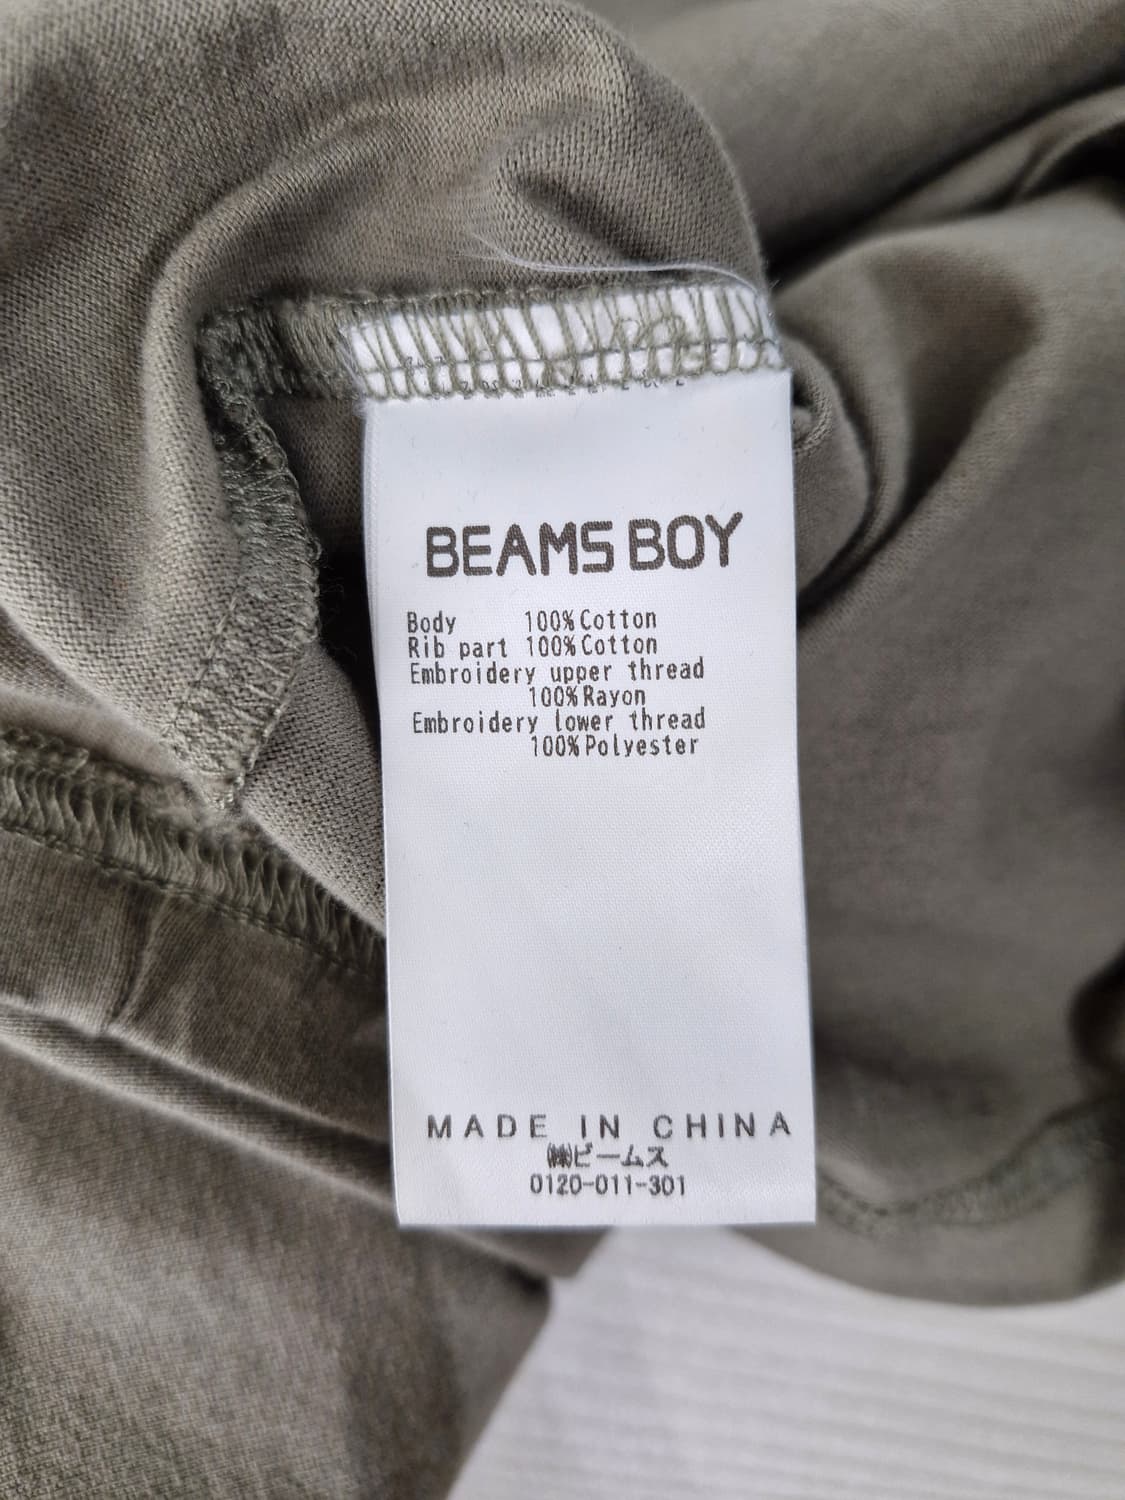 BEAMS BOY
Body 100%Cotton
Rib part 100%Cotton
Embroidery upper thread
100%Rayon
Embroidery lower thread
100%Polyester
MADE IN CHINA
㈱ビームス
0120-011-301